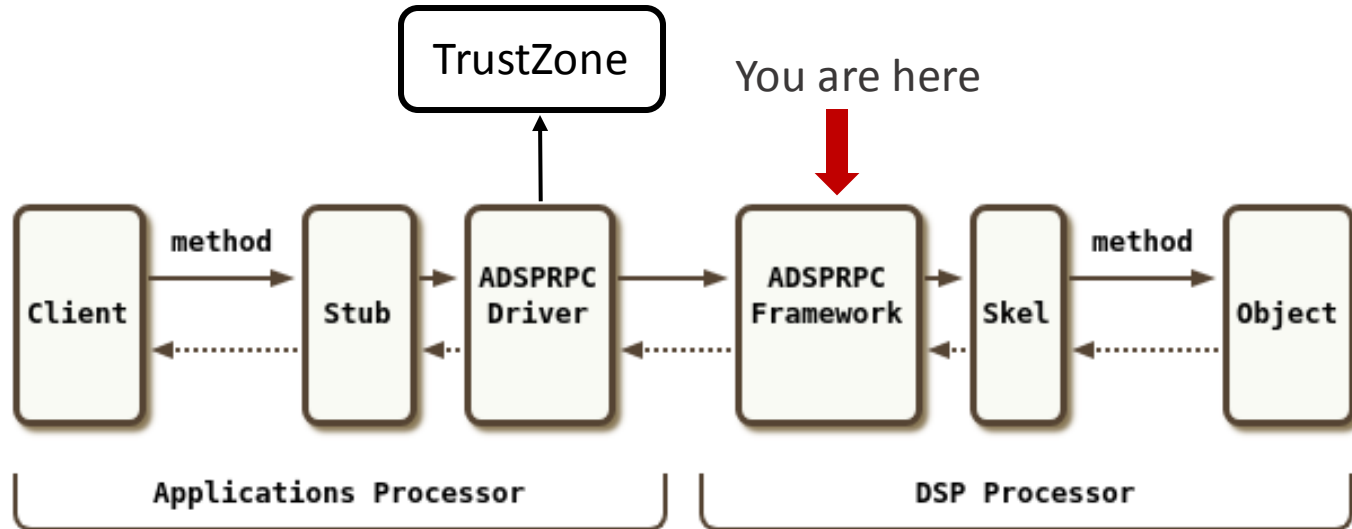 TrustZone
You are here
Client
method
Stub
ADSPRPC
Driver
ADSPRPC
Framework
Skel
method
Object
Applications Processor
DSP Processor